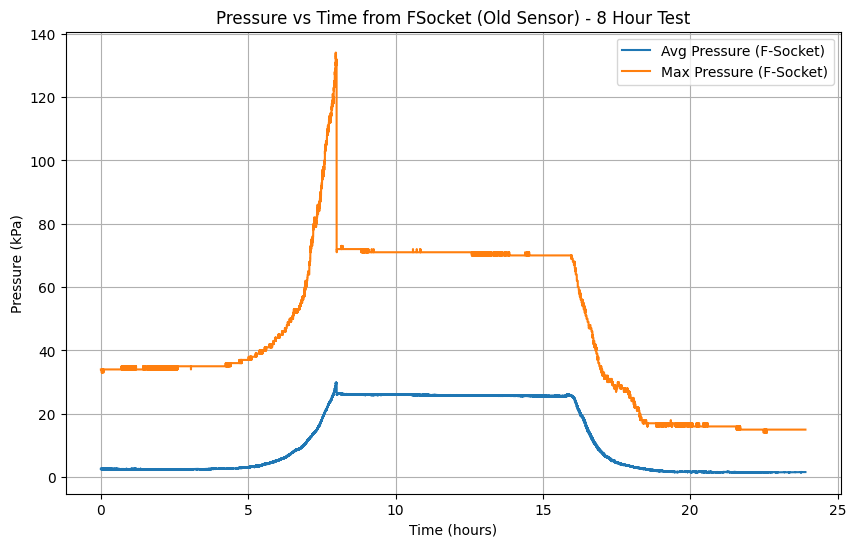 Pressure vs Time from FSocket (Old Sensor) - 8 Hour Test
Avg Pressure (F-Socket)
Max Pressure (F-Socket)
Pressure (kPa)
140
120
100
80
60
40
20
0
0
5
10
15
20
25
Time (hours)